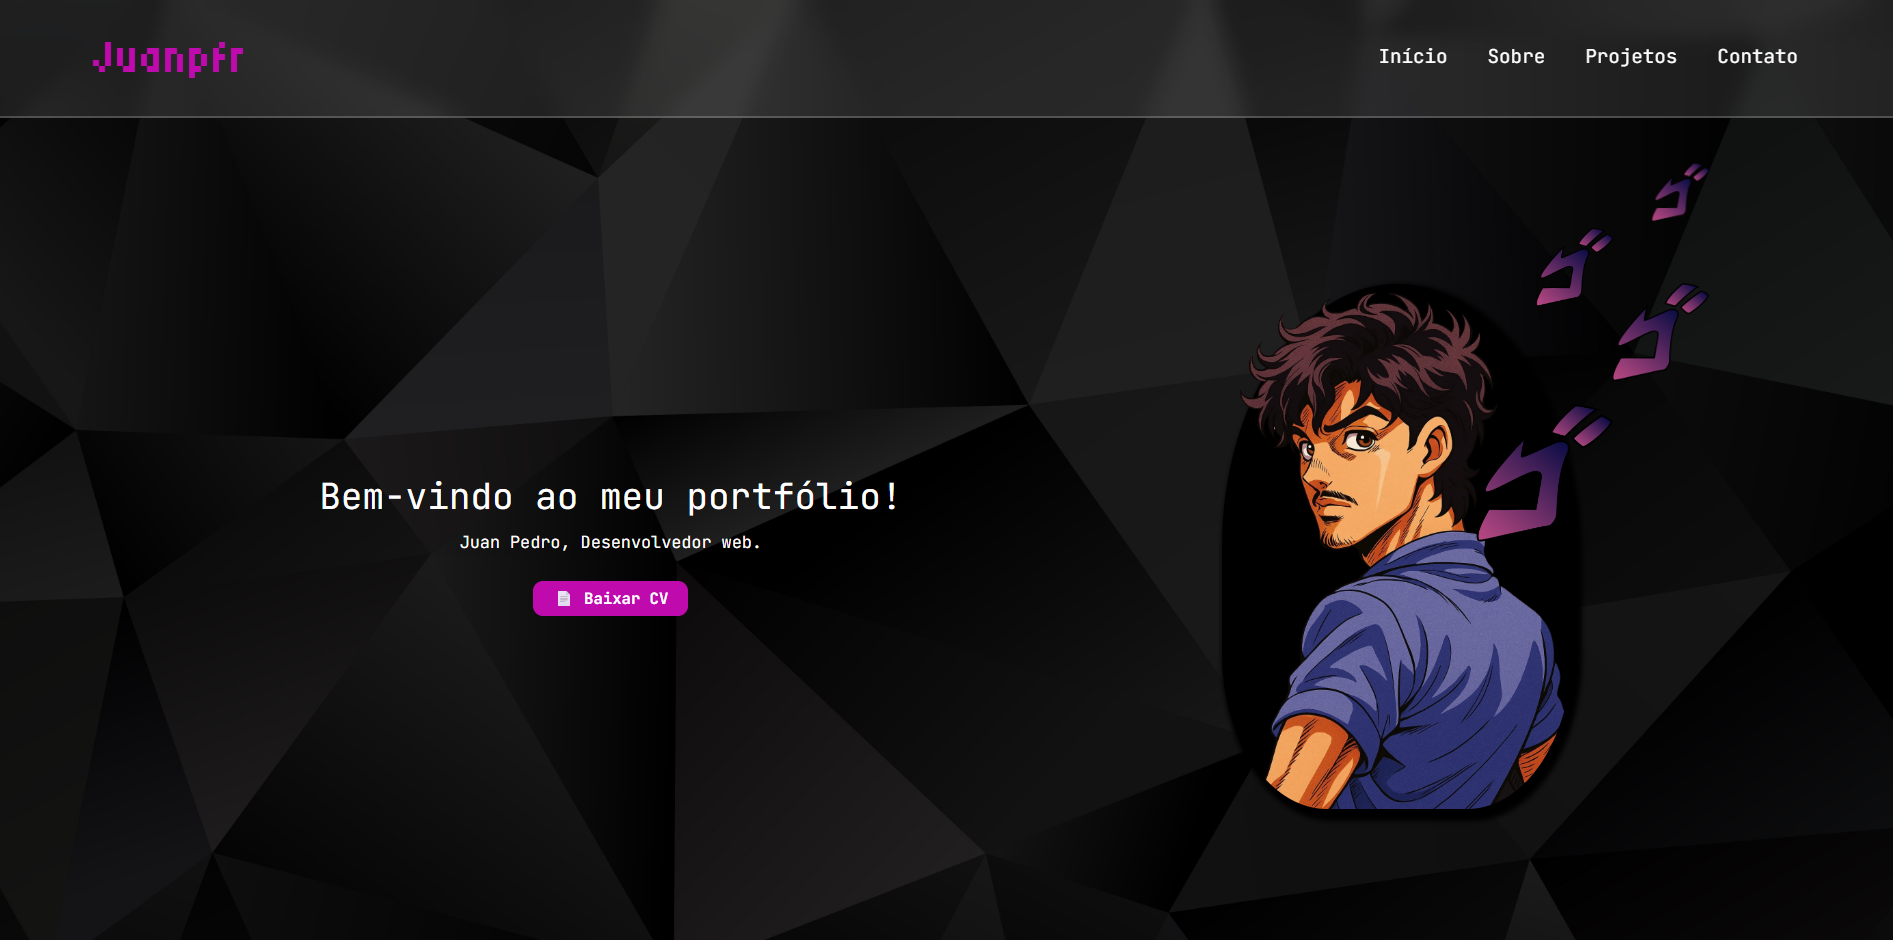 Juanpfr
Início Sobre Projetos Contato
ゴ
ゴ
ゴ
ゴ
Bem-vindo ao meu portfólio!
Juan Pedro, Desenvolvedor web.
Baixar CV